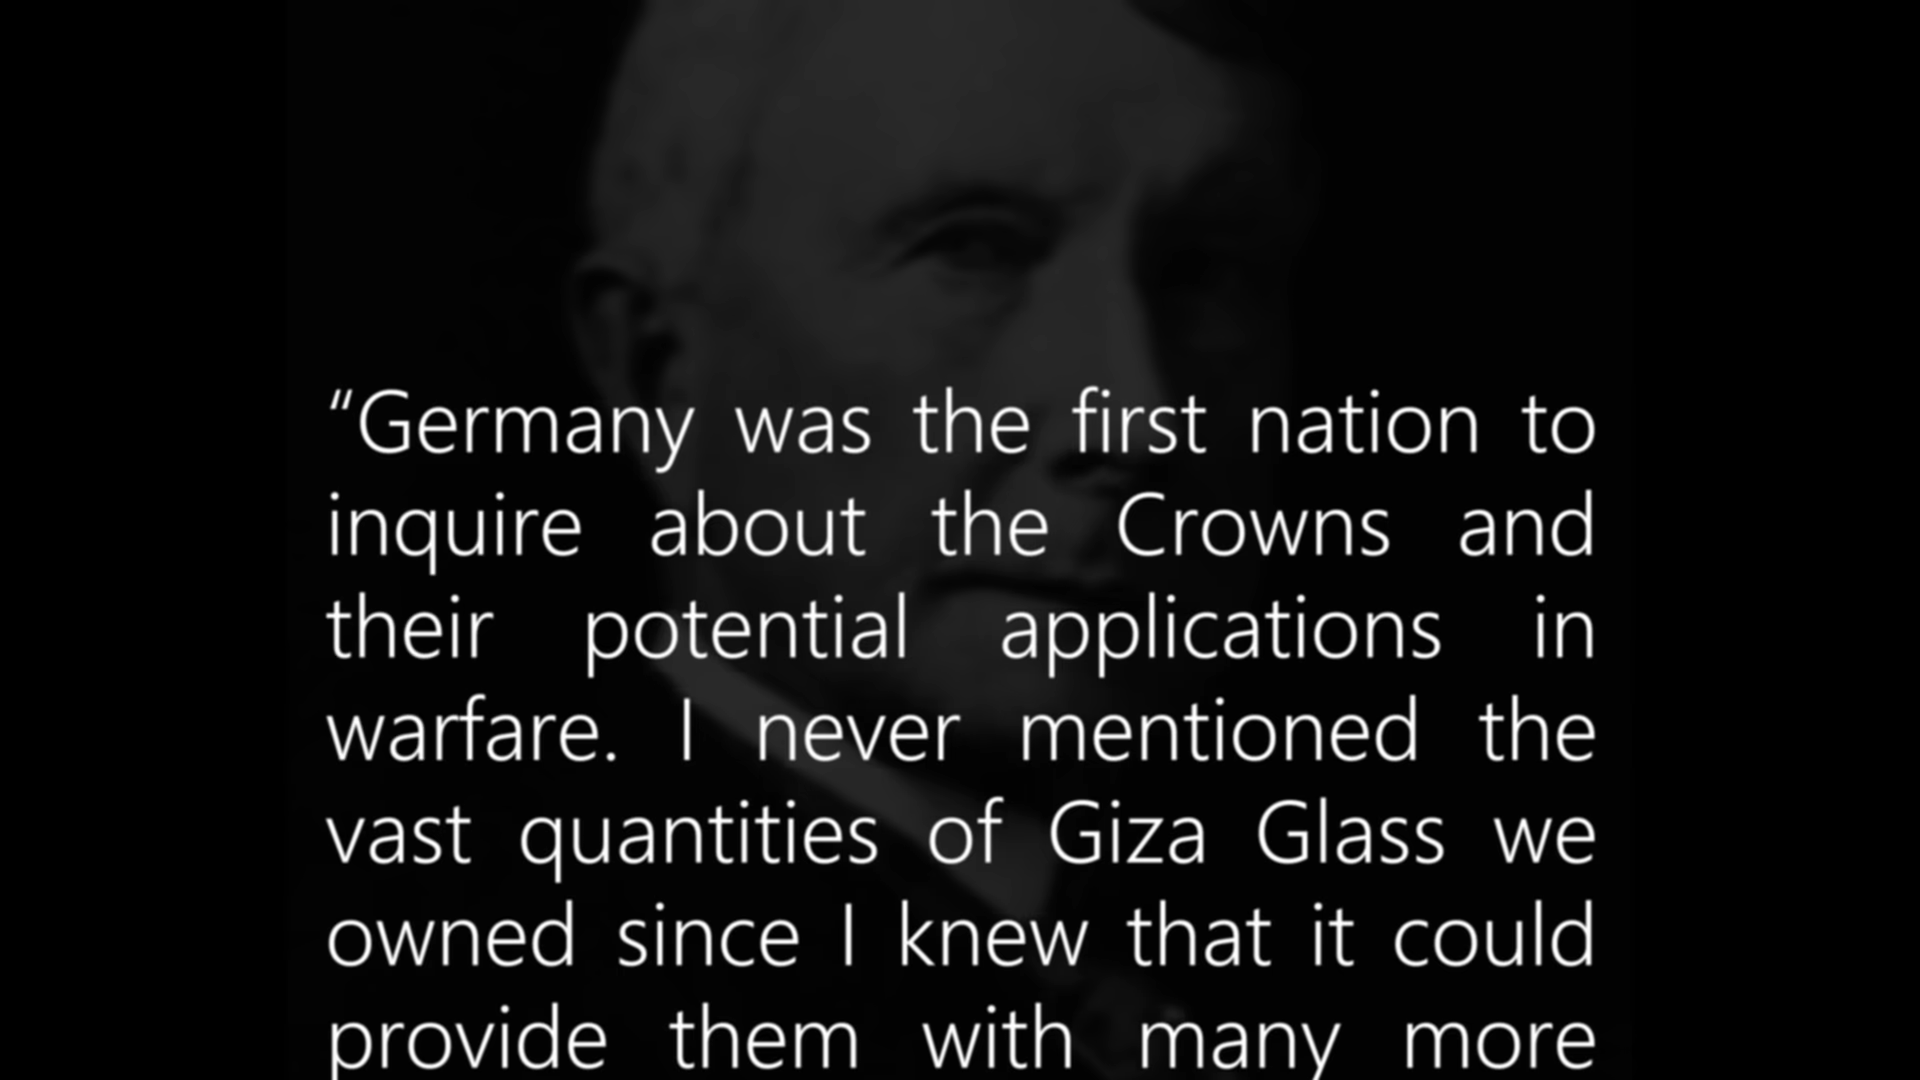 “Germany was the first nation to
inquire about the Crowns and
their potential applications in
warfare. I never mentioned the
vast quantities of Giza Glass we
owned since I knew that it could
provide them with many more